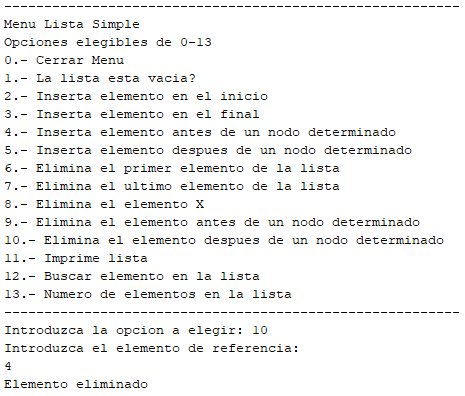 ---------------------------------------------------------
Menu Lista Simple
Opciones elegibles de 0-13
0.- Cerrar Menu
1.- La lista esta vacia?
2.- Inserta elemento en el inicio
3.- Inserta elemento en el final
4.- Inserta elemento antes de un nodo determinado
5.- Inserta elemento despues de un nodo determinado
6.- Elimina el primer elemento de la lista
7.- Elimina el ultimo elemento de la lista
8.- Elimina el elemento X
9.- Elimina el elemento antes de un nodo determinado
10.- Elimina el elemento despues de un nodo determinado
11.- Imprime lista
12.- Buscar elemento en la lista
13.- Numero de elementos en la lista
---------------------------------------------------------
Introduzca la opcion a elegir: 10
Introduzca el elemento de referencia:
4
Elemento eliminado